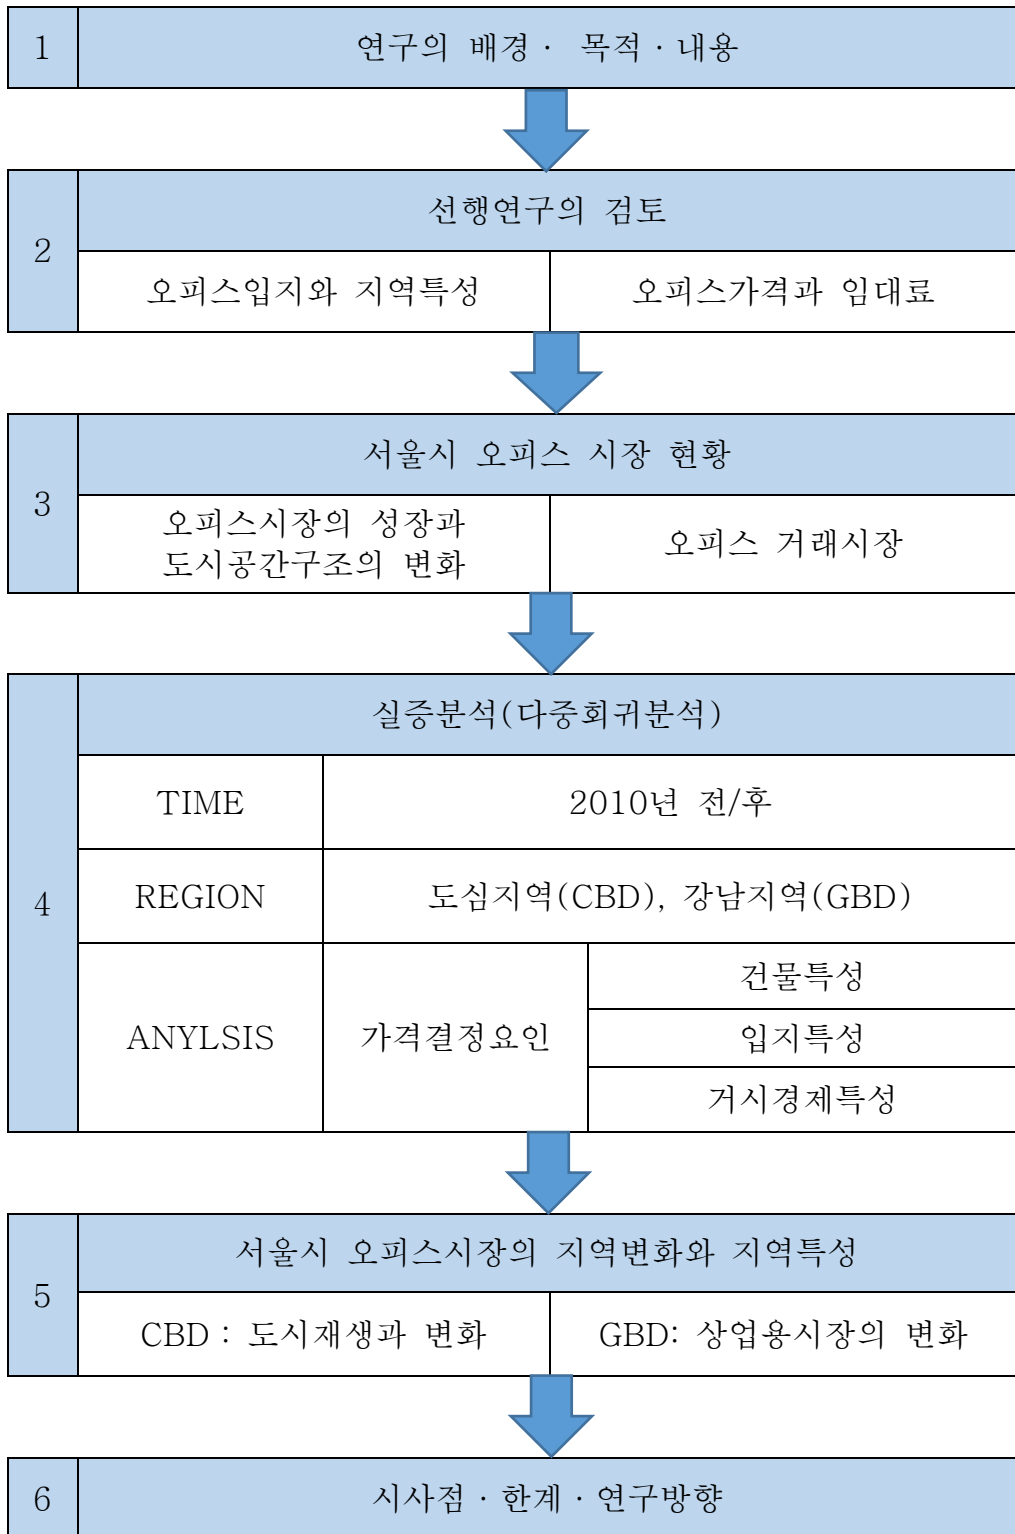 1
연구의 배경 · 목적 · 내용
2
선행연구의 검토
오피스입지와 지역특성
오피스가격과 임대료
3
서울시 오피스 시장 현황
오피스시장의 성장과
도시공간구조의 변화
오피스 거래시장
4
실증분석(다중회귀분석)
TIME
2010년 전/후
REGION
도심지역(CBD), 강남지역(GBD)
ANYLSIS
가격결정요인
건물특성
입지특성
거시경제특성
5
서울시 오피스시장의 지역변화와 지역특성
CBD : 도시재생과 변화
GBD: 상업용시장의 변화
6
시사점 · 한계 · 연구방향